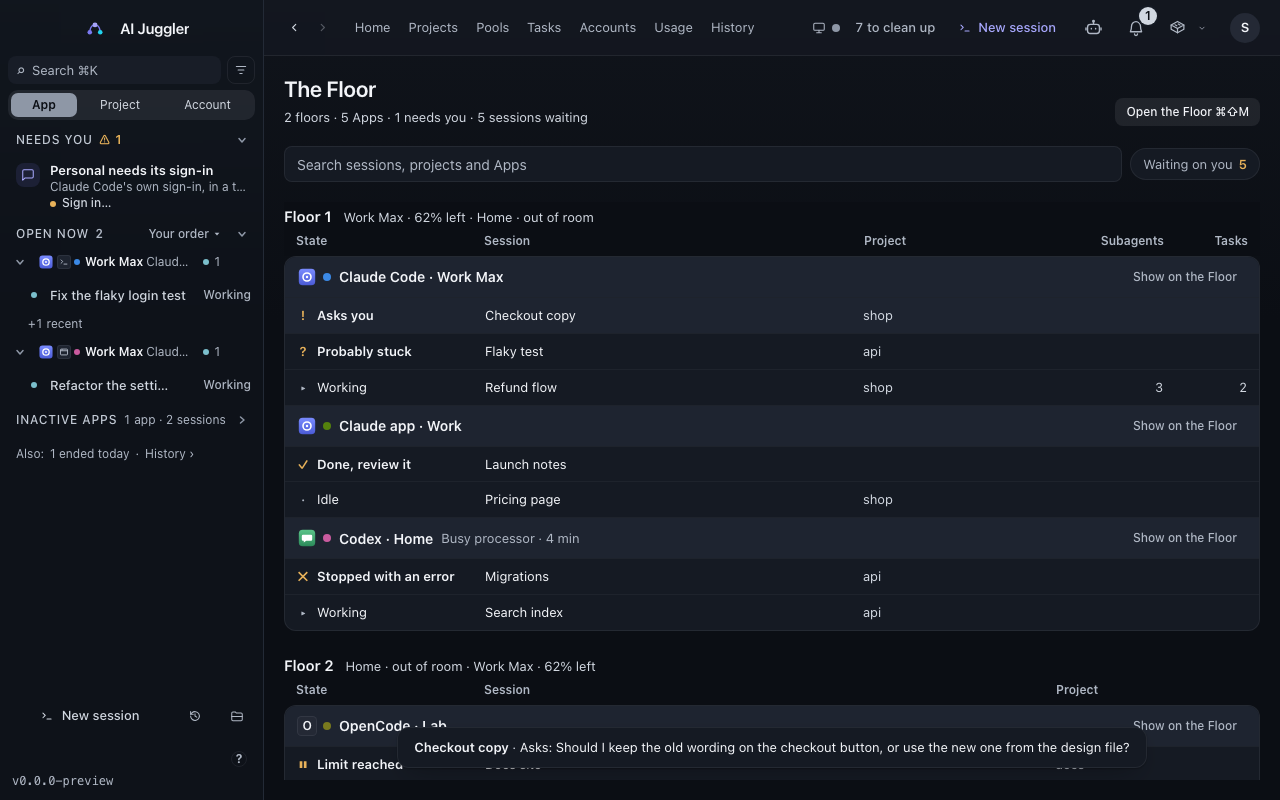 AI Juggler
Search ⌘K
App Project Account
NEEDS YOU 1
Personal needs its sign-in
Claude Code's own sign-in, in a t...
Sign in...
OPEN NOW 2 Your order
Work Max Claud... 1
Fix the flaky login test Working
+1 recent
Work Max Claud... 1
Refactor the setti... Working
INACTIVE APPS 1 app · 2 sessions
Also: 1 ended today · History ›
New session
?
v0.0.0-preview
Home Projects Pools Tasks Accounts Usage History
7 to clean up
New session
1
S
The Floor
2 floors · 5 Apps · 1 needs you · 5 sessions waiting
Open the Floor ⌘⇧M
Search sessions, projects and Apps
Waiting on you 5
Floor 1 Work Max · 62% left · Home · out of room
State Session Project Subagents Tasks
Claude Code · Work Max Show on the Floor
! Asks you Checkout copy shop
? Probably stuck Flaky test api
Working Refund flow shop 3 2
Claude app · Work Show on the Floor
Done, review it Launch notes
Idle Pricing page shop
Codex · Home Busy processor · 4 min Show on the Floor
Stopped with an error Migrations api
Working Search index api
Floor 2 Home · out of room · Work Max · 62% left
State Session Project
O OpenCode · Lab Show on the Floor
Checkout copy · Asks: Should I keep the old wording on the checkout button, or use the new one from the design file?
Limit reached